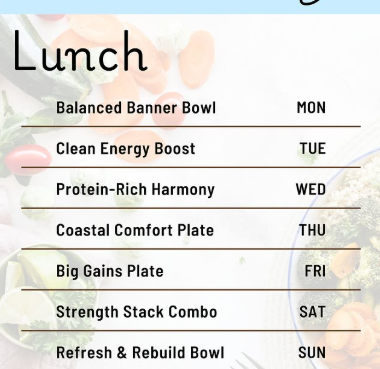 Lunch
Balanced Banner Bowl MON
Clean Energy Boost TUE
Protein-Rich Harmony WED
Coastal Comfort Plate THU
Big Gains Plate FRI
Strength Stack Combo SAT
Refresh & Rebuild Bowl SUN